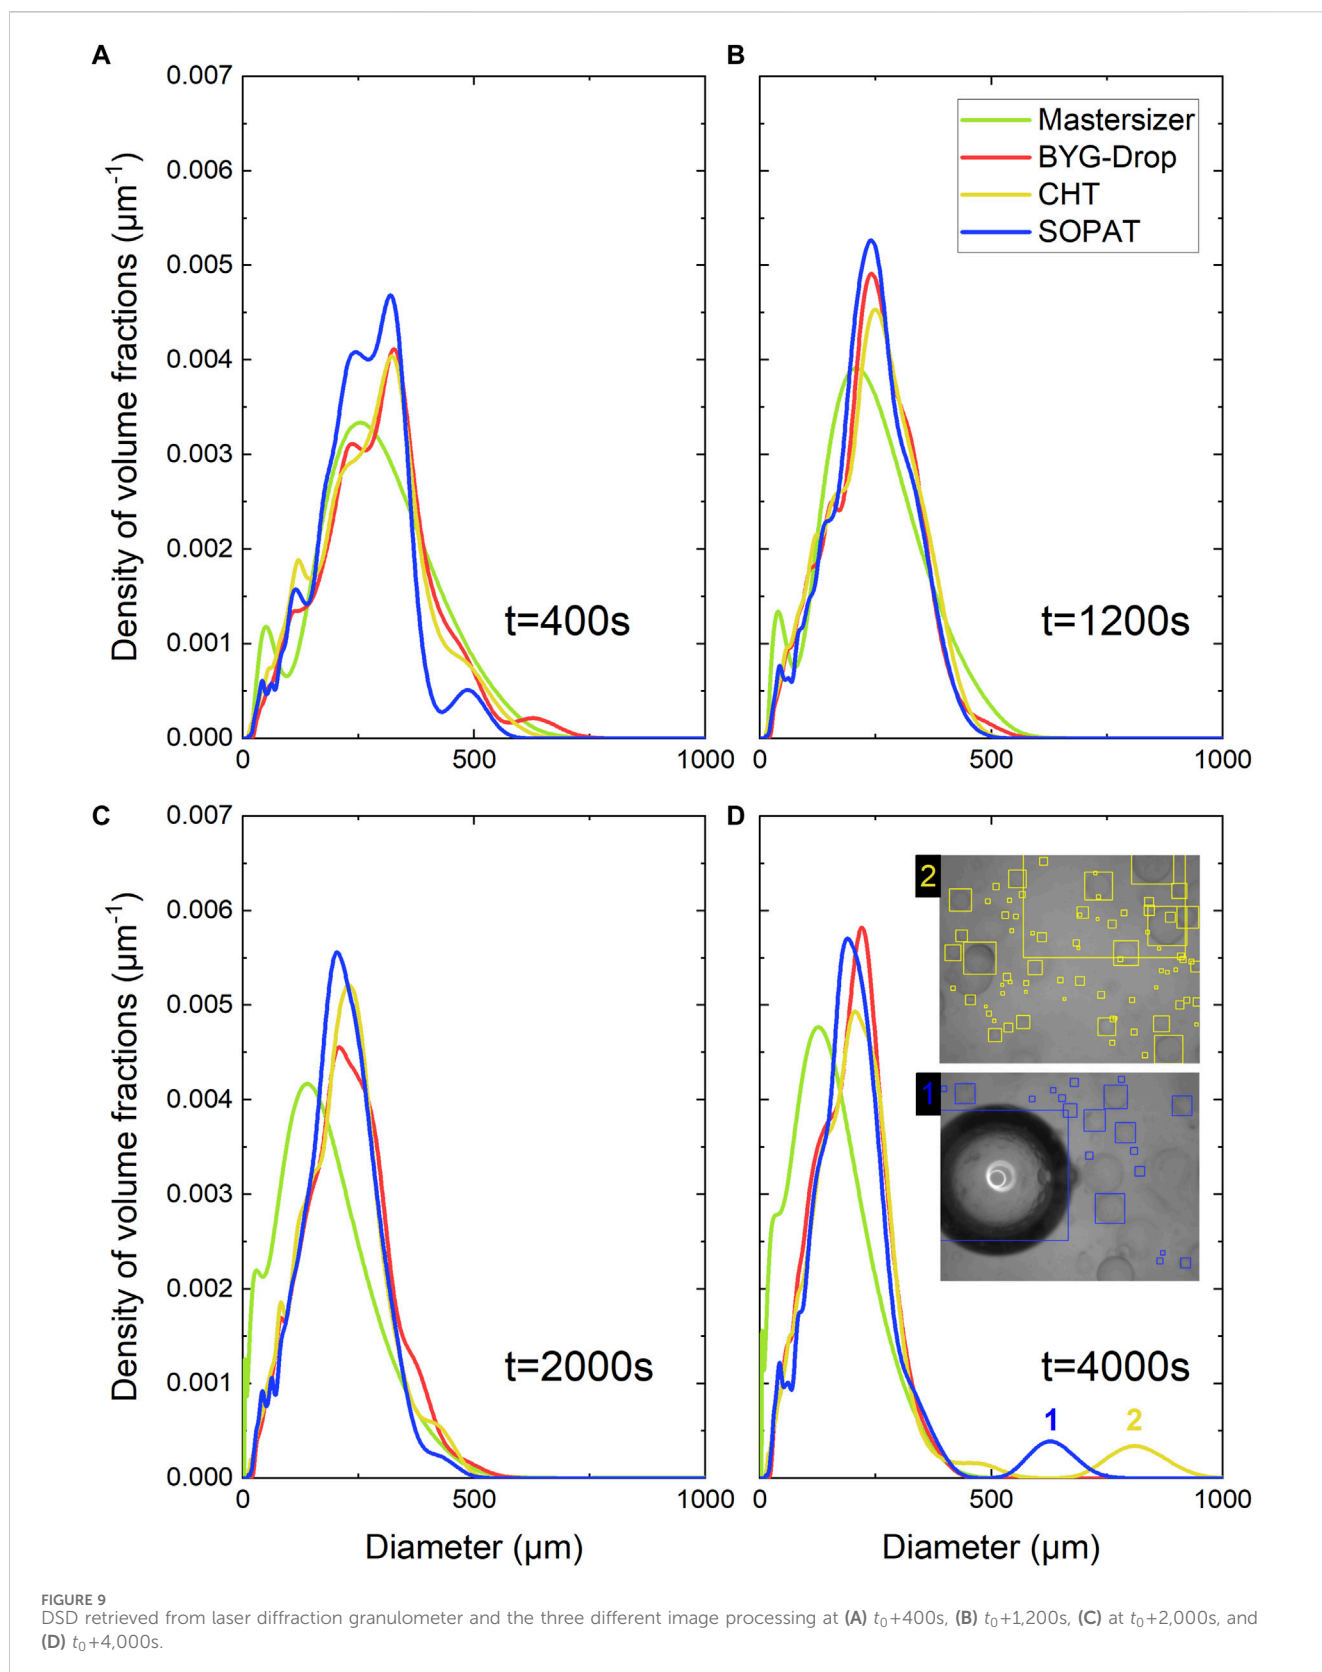 A
0.007
0.006
0.005
0.004
0.003
0.002
0.001
0.000
0
500
1000
Density of volume fractions (µm⁻¹)
t=400s
B
Mastersizer
BYG-Drop
CHT
SOPAT
t=1200s
0
500
1000
C
0.007
0.006
0.005
0.004
0.003
0.002
0.001
0.000
0
500
1000
Density of volume fractions (µm⁻¹)
t=2000s
Diameter (µm)
D
2
1
t=4000s
1
2
0
500
1000
Diameter (µm)
FIGURE 9
DSD retrieved from laser diffraction granulometer and the three different image processing at (A) t₀+400s, (B) t₀+1,200s, (C) at t₀+2,000s, and
(D) t₀+4,000s.